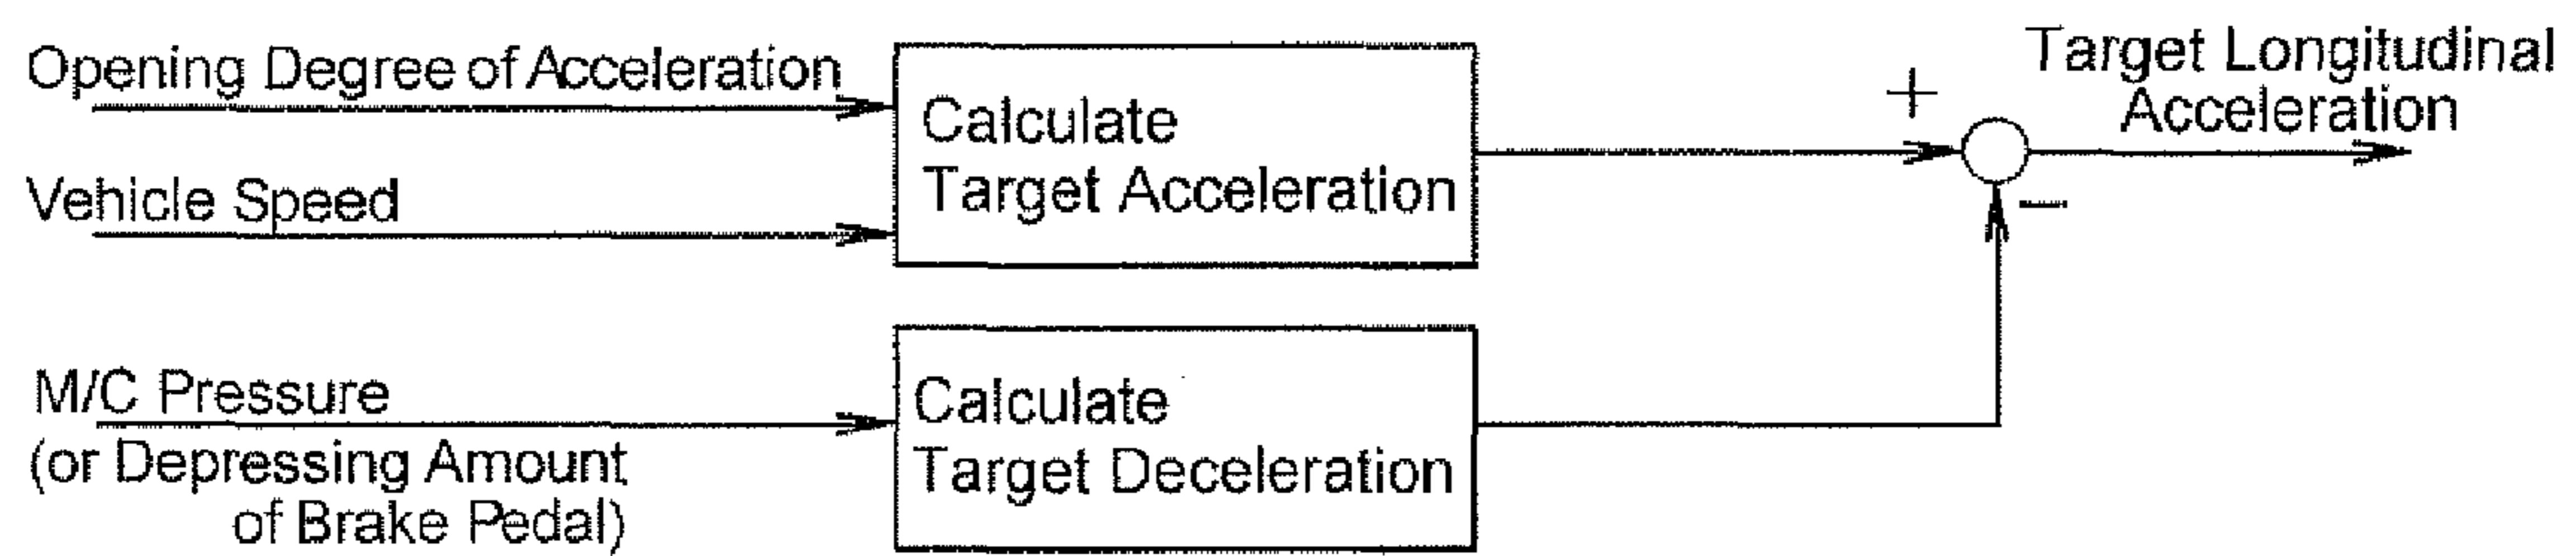 Opening Degree of Acceleration
Vehicle Speed
Calculate
Target Acceleration
+
Target Longitudinal
Acceleration
−
M/C Pressure
(or Depressing Amount
of Brake Pedal)
Calculate
Target Deceleration